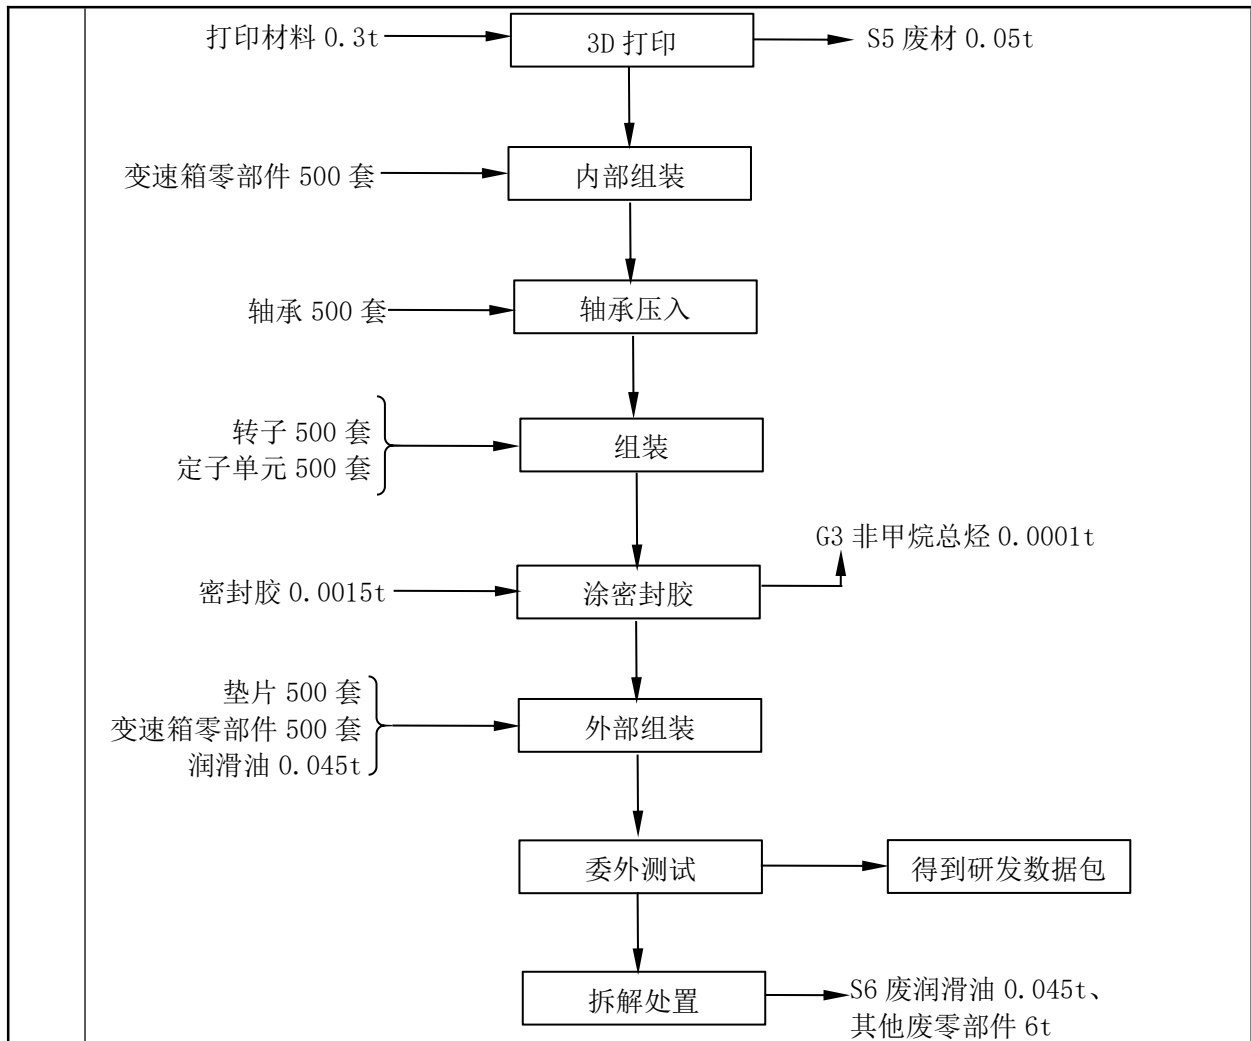 打印材料 0.3t
3D 打印
S5 废材 0.05t
变速箱零部件 500 套
内部组装
轴承 500 套
轴承压入
转子 500 套
定子单元 500 套
组装
G3 非甲烷总烃 0.0001t
密封胶 0.0015t
涂密封胶
垫片 500 套
变速箱零部件 500 套
润滑油 0.045t
外部组装
委外测试
得到研发数据包
拆解处置
S6 废润滑油 0.045t、
其他废零部件 6t